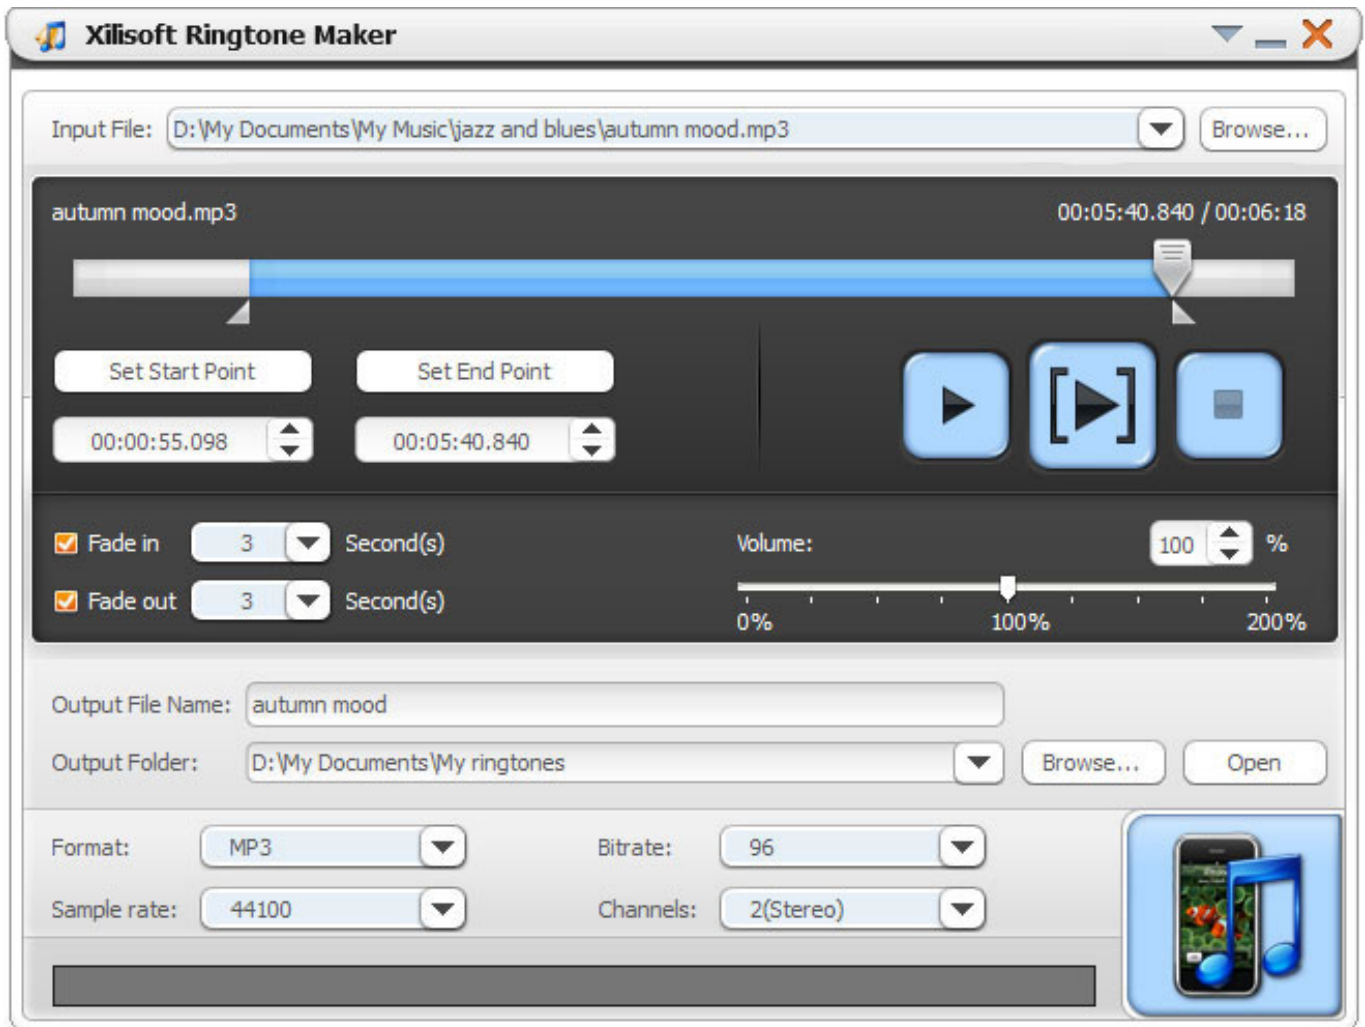 Xilisoft Ringtone Maker
Input File: D:\My Documents\My Music\jazz and blues\autumn mood.mp3 Browse...
autumn mood.mp3 00:05:40.840 / 00:06:18
Set Start Point Set End Point
00:00:55.098 00:05:40.840
Fade in 3 Second(s) Volume: 100 %
Fade out 3 Second(s)
0% 100% 200%
Output File Name: autumn mood
Output Folder: D:\My Documents\My ringtones Browse... Open
Format: MP3 Bitrate: 96
Sample rate: 44100 Channels: 2(Stereo)